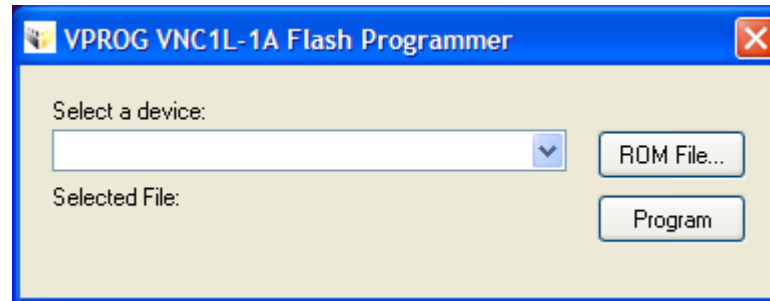 VPROG VNC1L-1A Flash Programmer
Select a device:
ROM File...
Selected File:
Program